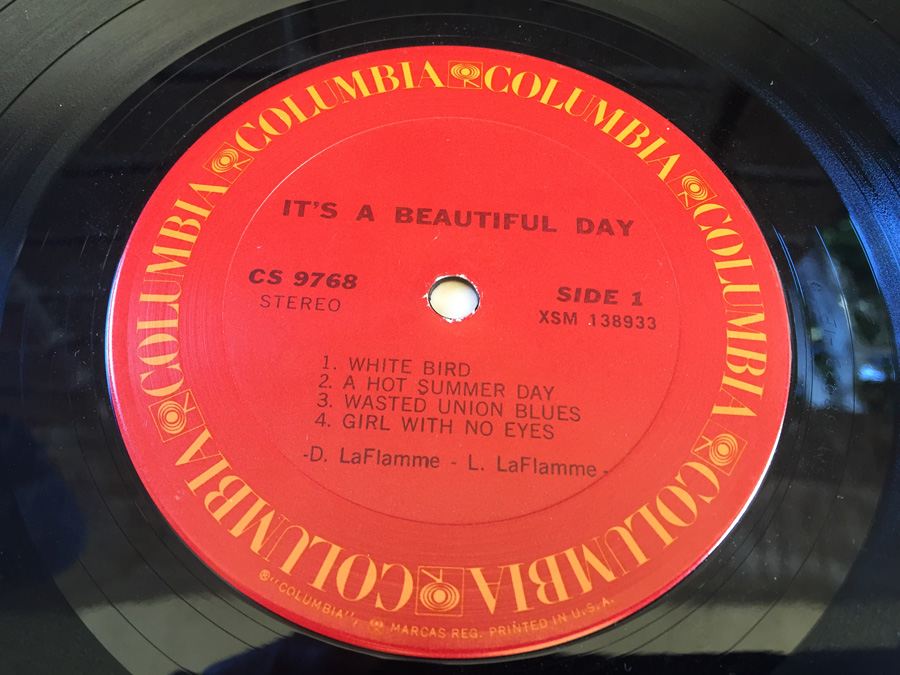 COLUMBIA COLUMBIA COLUMBIA COLUMBIA COLUMBIA COLUMBIA COLUMBIA
IT'S A BEAUTIFUL DAY
CS 9768
STEREO
SIDE 1
XSM 138933
1. WHITE BIRD
2. A HOT SUMMER DAY
3. WASTED UNION BLUES
4. GIRL WITH NO EYES
-D. LaFlamme - L. LaFlamme-
®"COLUMBIA", MARCAS REG. PRINTED IN U.S.A.